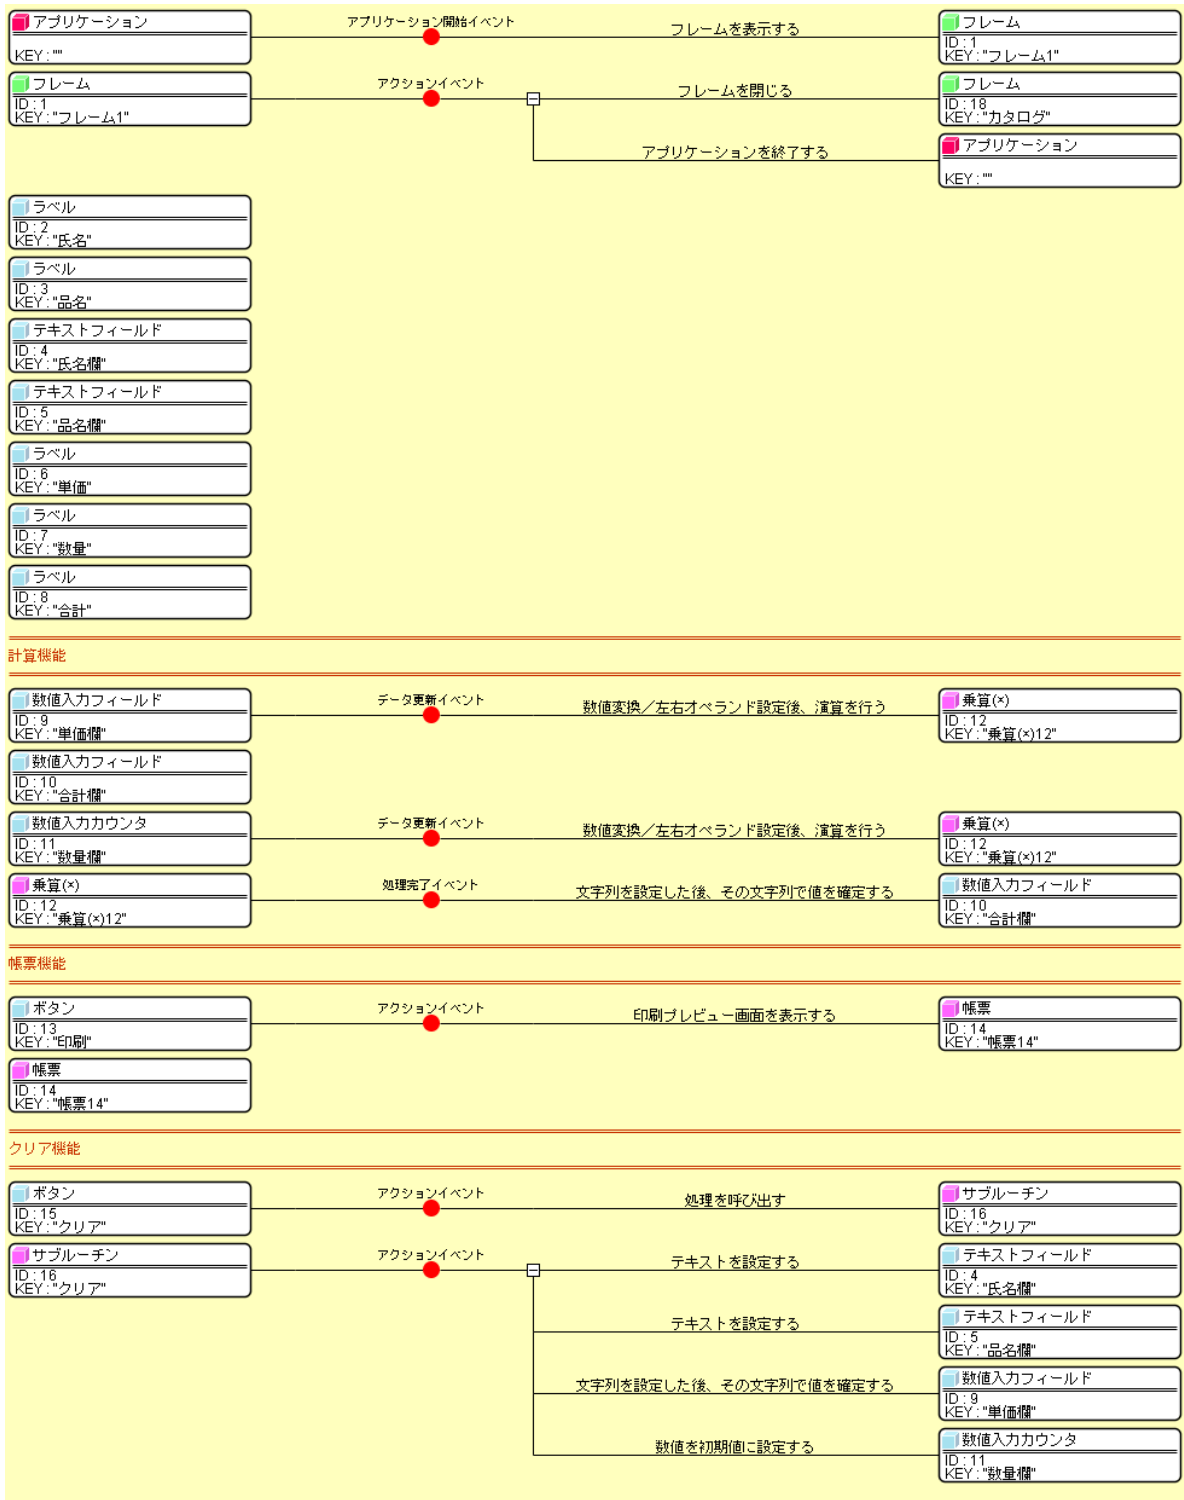 アプリケーション
KEY : ""
アプリケーション開始イベント
フレームを表示する
フレーム
ID : 1
KEY : "フレーム1"
フレーム
ID : 1
KEY : "フレーム1"
アクションイベント
フレームを閉じる
フレーム
ID : 18
KEY : "カタログ"
アプリケーションを終了する
アプリケーション
KEY : ""
ラベル
ID : 2
KEY : "氏名"
ラベル
ID : 3
KEY : "品名"
テキストフィールド
ID : 4
KEY : "氏名欄"
テキストフィールド
ID : 5
KEY : "品名欄"
ラベル
ID : 6
KEY : "単価"
ラベル
ID : 7
KEY : "数量"
ラベル
ID : 8
KEY : "合計"
計算機能
数値入力フィールド
ID : 9
KEY : "単価欄"
データ更新イベント
数値変換／左右オペランド設定後、演算を行う
乗算(×)
ID : 12
KEY : "乗算(×)12"
数値入力フィールド
ID : 10
KEY : "合計欄"
数値入力カウンタ
ID : 11
KEY : "数量欄"
データ更新イベント
数値変換／左右オペランド設定後、演算を行う
乗算(×)
ID : 12
KEY : "乗算(×)12"
乗算(×)
ID : 12
KEY : "乗算(×)12"
処理完了イベント
文字列を設定した後、その文字列で値を確定する
数値入力フィールド
ID : 10
KEY : "合計欄"
帳票機能
ボタン
ID : 13
KEY : "印刷"
アクションイベント
印刷プレビュー画面を表示する
帳票
ID : 14
KEY : "帳票14"
帳票
ID : 14
KEY : "帳票14"
クリア機能
ボタン
ID : 15
KEY : "クリア"
アクションイベント
処理を呼び出す
サブルーチン
ID : 16
KEY : "クリア"
サブルーチン
ID : 16
KEY : "クリア"
アクションイベント
テキストを設定する
テキストフィールド
ID : 4
KEY : "氏名欄"
テキストを設定する
テキストフィールド
ID : 5
KEY : "品名欄"
文字列を設定した後、その文字列で値を確定する
数値入力フィールド
ID : 9
KEY : "単価欄"
数値を初期値に設定する
数値入力カウンタ
ID : 11
KEY : "数量欄"